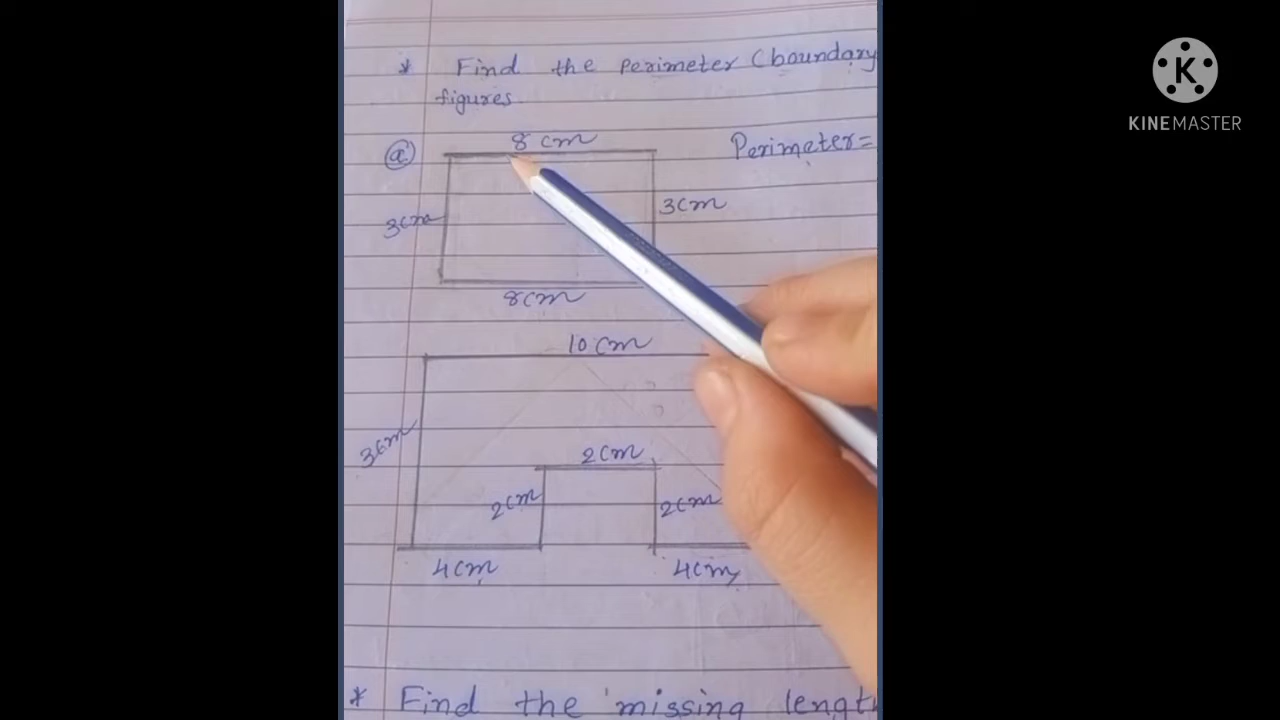 * Find the perimeter (boundary
figures.
K
KINEMASTER
a 8 cm Perimeter=
3cm 3cm
8cm
10 cm
3cm
2cm
2cm 2cm
4cm 4cm
* Find the missing